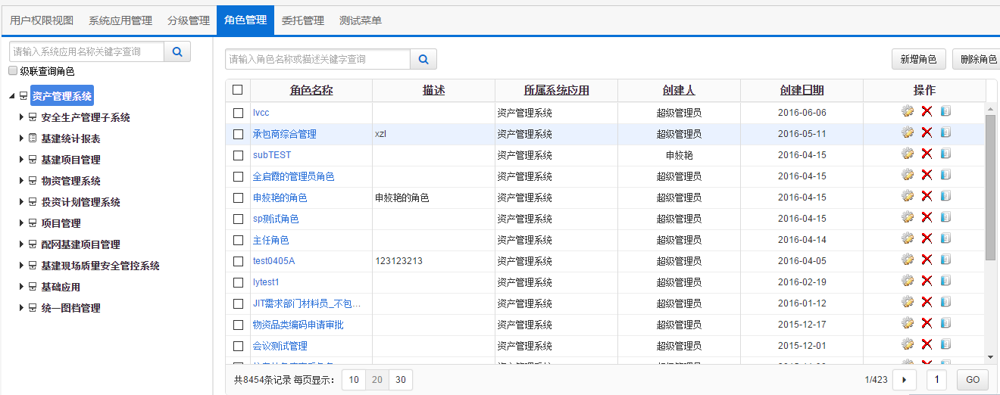 用户权限视图 系统应用管理 分级管理 角色管理 委托管理 测试菜单
请输入系统应用名称关键字查询
级联查询角色
资产管理系统
安全生产管理子系统
基建统计报表
基建项目管理
物资管理系统
投资计划管理系统
项目管理
配网基建项目管理
基建现场质量安全管控系统
基础应用
统一图档管理
请输入角色名称或描述关键字查询 新增角色 删除角色
角色名称 描述 所属系统应用 创建人 创建日期 操作
lvcc 资产管理系统 超级管理员 2016-06-06
承包商综合管理 xzl 资产管理系统 超级管理员 2016-05-11
subTEST 资产管理系统 申姣艳 2016-04-15
全启霞的管理员角色 资产管理系统 超级管理员 2016-04-15
申姣艳的角色 申姣艳的角色 资产管理系统 超级管理员 2016-04-15
sp测试角色 资产管理系统 超级管理员 2016-04-15
主任角色 资产管理系统 超级管理员 2016-04-14
test0405A 123123213 资产管理系统 超级管理员 2016-04-05
lytest1 资产管理系统 超级管理员 2016-02-19
JIT需求部门材料员_不包... 资产管理系统 超级管理员 2016-01-12
物资品类编码申请审批 资产管理系统 超级管理员 2015-12-17
会议测试管理 资产管理系统 超级管理员 2015-12-01
共8454条记录 每页显示： 10 20 30 1/423 1 GO